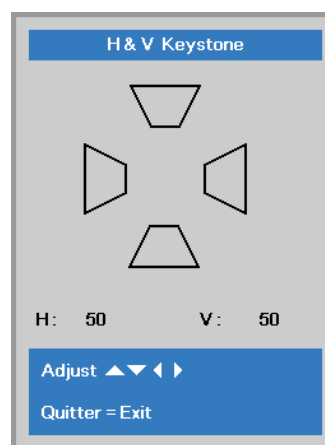 H & V Keystone
H: 50 V: 50
Adjust ▲▼◀▶
Quitter = Exit